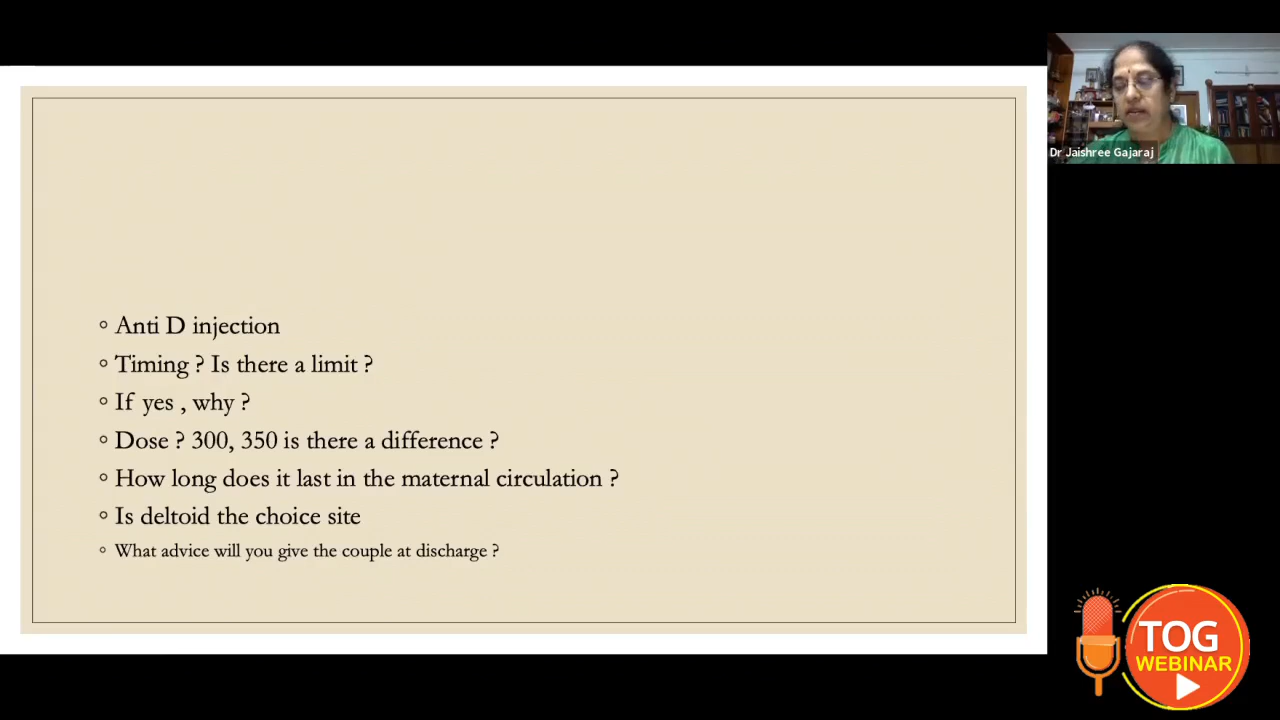 Anti D injection
Timing ? Is there a limit ?
If yes , why ?
Dose ? 300, 350 is there a difference ?
How long does it last in the maternal circulation ?
Is deltoid the choice site
What advice will you give the couple at discharge ?
Dr Jaishree Gajaraj
TOG
WEBINAR